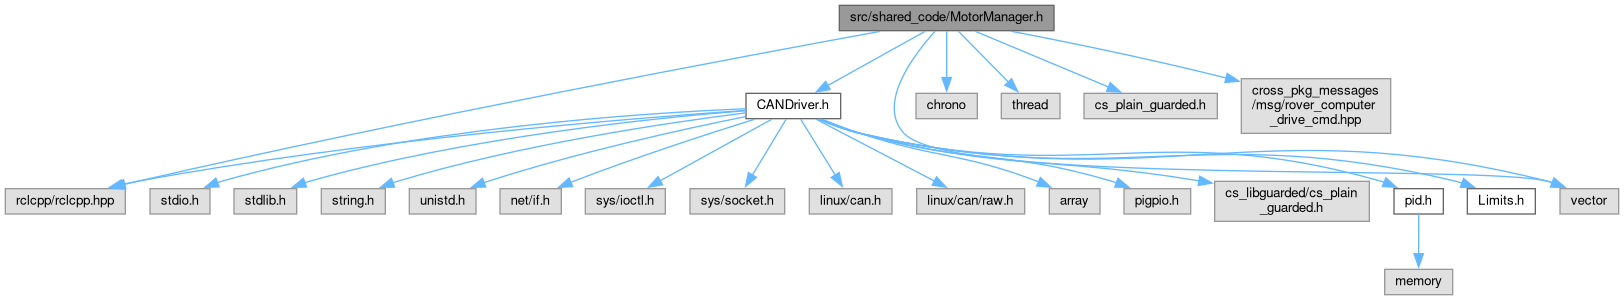 src/shared_code/MotorManager.h
CANDriver.h
chrono
thread
cs_plain_guarded.h
cross_pkg_messages
/msg/rover_computer
_drive_cmd.hpp
rclcpp/rclcpp.hpp
stdio.h
stdlib.h
string.h
unistd.h
net/if.h
sys/ioctl.h
sys/socket.h
linux/can.h
linux/can/raw.h
array
pigpio.h
cs_libguarded/cs_plain
_guarded.h
pid.h
Limits.h
vector
memory